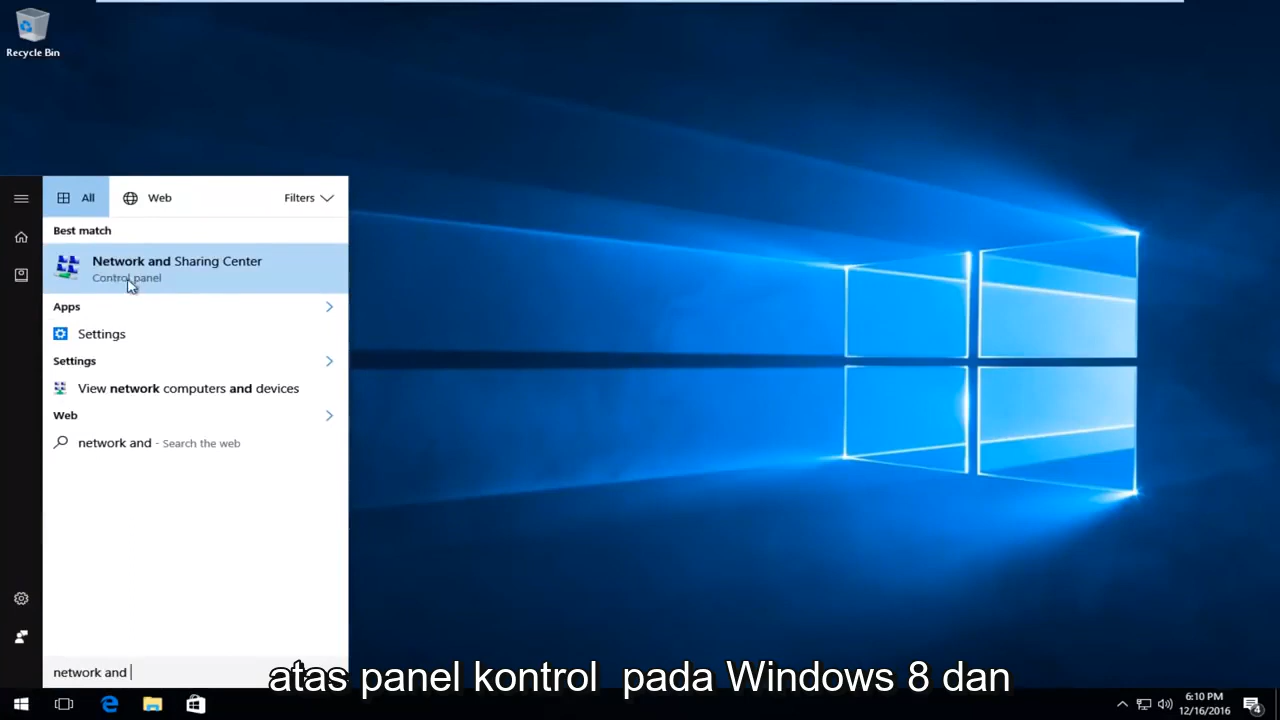 Recycle Bin
All
Web
Filters
Best match
Network and Sharing Center
Control panel
Apps
Settings
Settings
View network computers and devices
Web
network and - Search the web
network and
atas panel kontrol pada Windows 8 dan
6:10 PM
12/16/2016
4